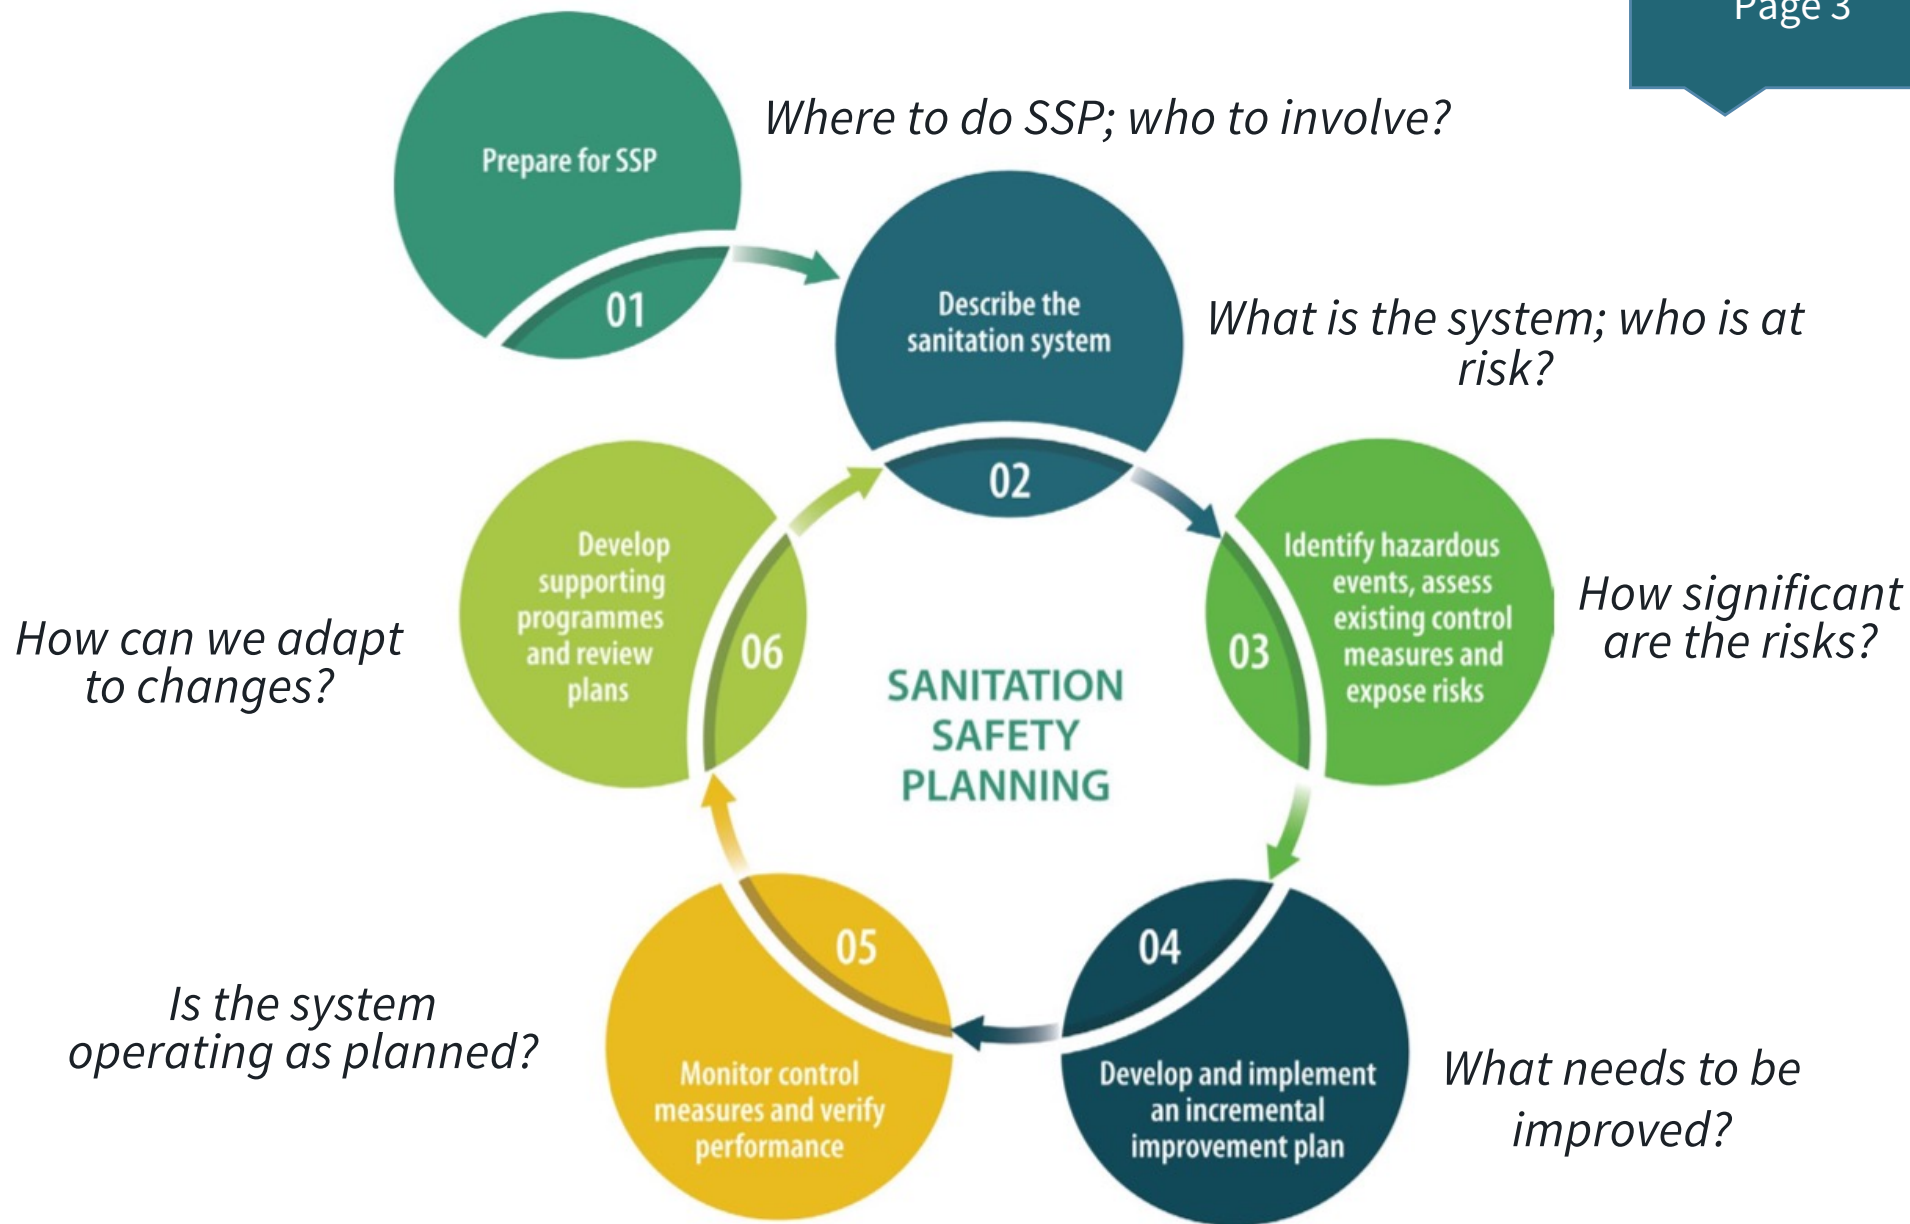 Page 3
Prepare for SSP
01
Where to do SSP; who to involve?
Describe the
sanitation system
02
What is the system; who is at
risk?
Identify hazardous
events, assess
existing control
measures and
expose risks
03
How significant
are the risks?
Develop and implement
an incremental
improvement plan
04
What needs to be
improved?
Monitor control
measures and verify
performance
05
Is the system
operating as planned?
Develop
supporting
programmes
and review
plans
06
How can we adapt
to changes?
SANITATION
SAFETY
PLANNING